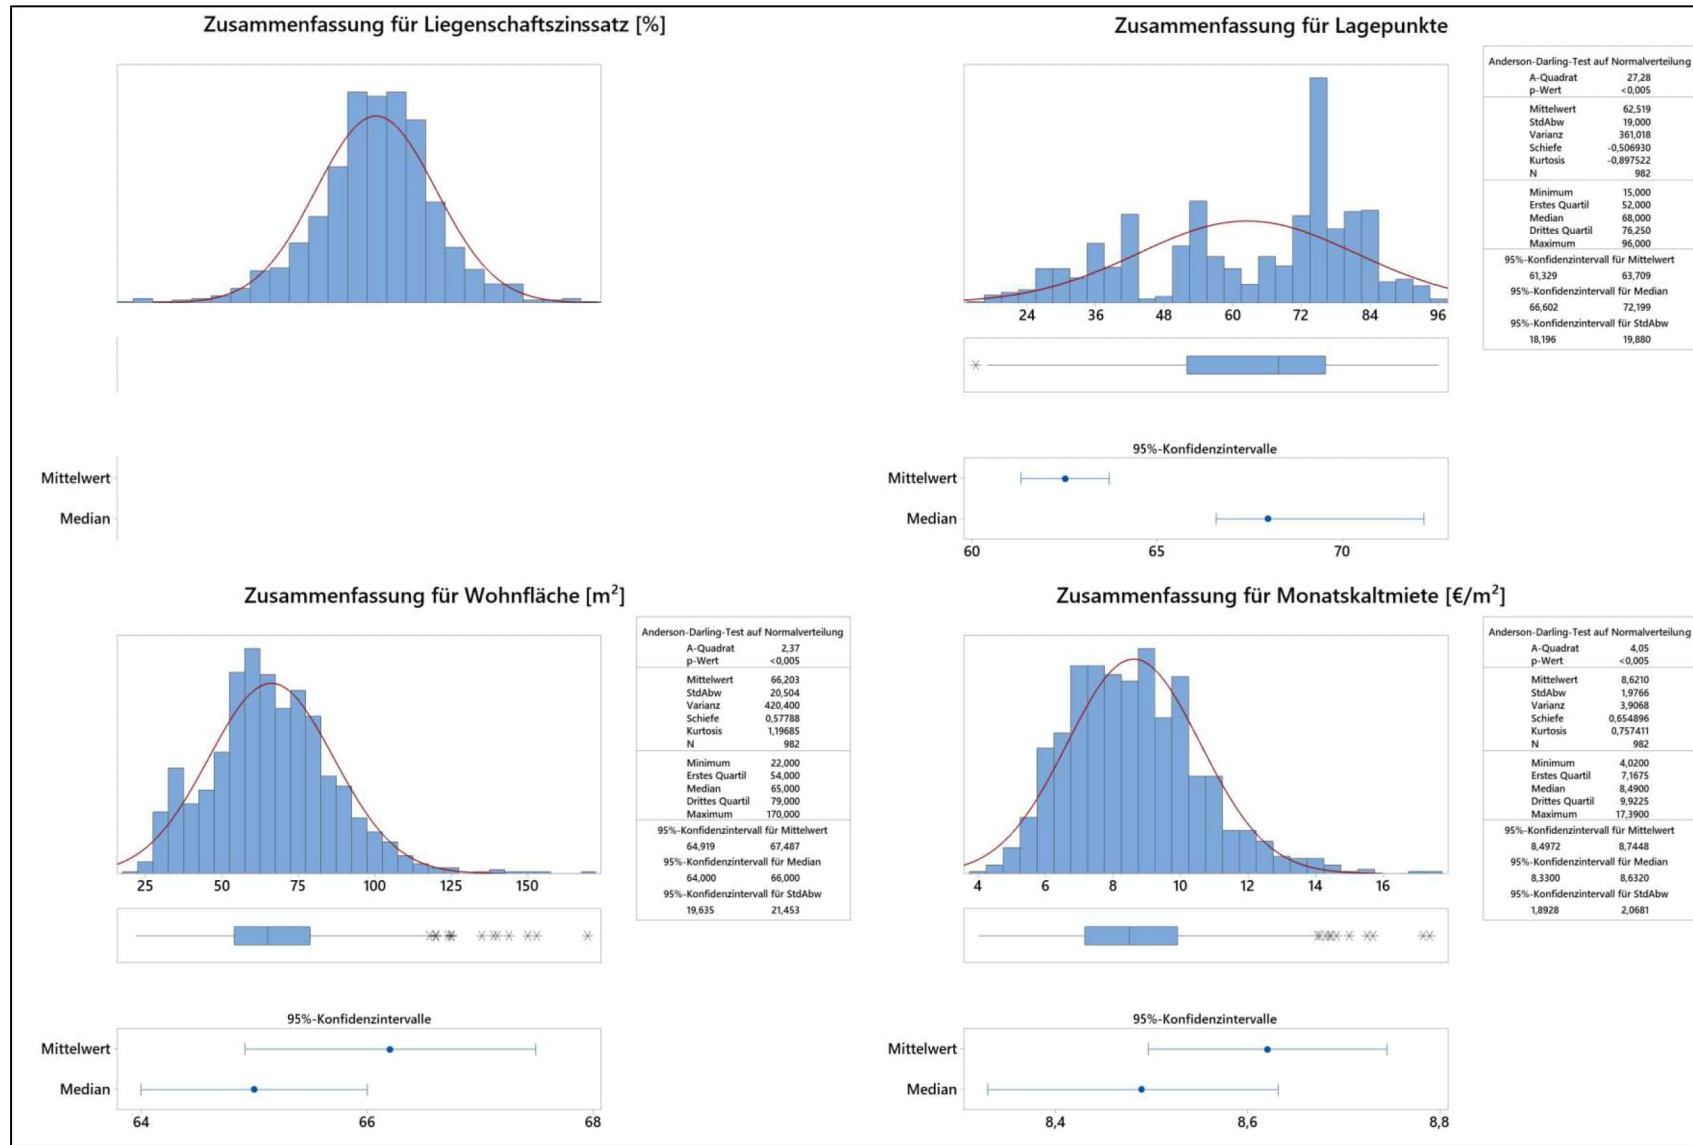 Zusammenfassung für Liegenschaftszinssatz [%]
Mittelwert
Median
Zusammenfassung für Lagepunkte
24 36 48 60 72 84 96
95%-Konfidenzintervalle
Mittelwert
Median
60 65 70
Anderson-Darling-Test auf Normalverteilung
A-Quadrat 27,28
p-Wert <0,005
Mittelwert 62,519
StdAbw 19,000
Varianz 361,018
Schiefe -0,506930
Kurtosis -0,897522
N 982
Minimum 15,000
Erstes Quartil 52,000
Median 68,000
Drittes Quartil 76,250
Maximum 96,000
95%-Konfidenzintervall für Mittelwert
61,329 63,709
95%-Konfidenzintervall für Median
66,602 72,199
95%-Konfidenzintervall für StdAbw
18,196 19,880
Zusammenfassung für Wohnfläche [m²]
25 50 75 100 125 150
95%-Konfidenzintervalle
Mittelwert
Median
64 66 68
Anderson-Darling-Test auf Normalverteilung
A-Quadrat 2,37
p-Wert <0,005
Mittelwert 66,203
StdAbw 20,504
Varianz 420,400
Schiefe 0,57788
Kurtosis 1,19685
N 982
Minimum 22,000
Erstes Quartil 54,000
Median 65,000
Drittes Quartil 79,000
Maximum 170,000
95%-Konfidenzintervall für Mittelwert
64,919 67,487
95%-Konfidenzintervall für Median
64,000 66,000
95%-Konfidenzintervall für StdAbw
19,635 21,453
Zusammenfassung für Monatskaltmiete [€/m²]
4 6 8 10 12 14 16
95%-Konfidenzintervalle
Mittelwert
Median
8,4 8,6 8,8
Anderson-Darling-Test auf Normalverteilung
A-Quadrat 4,05
p-Wert <0,005
Mittelwert 8,6210
StdAbw 1,9766
Varianz 3,9068
Schiefe 0,654896
Kurtosis 0,757411
N 982
Minimum 4,0200
Erstes Quartil 7,1675
Median 8,4900
Drittes Quartil 9,9225
Maximum 17,3900
95%-Konfidenzintervall für Mittelwert
8,4972 8,7448
95%-Konfidenzintervall für Median
8,3300 8,6320
95%-Konfidenzintervall für StdAbw
1,8928 2,0681